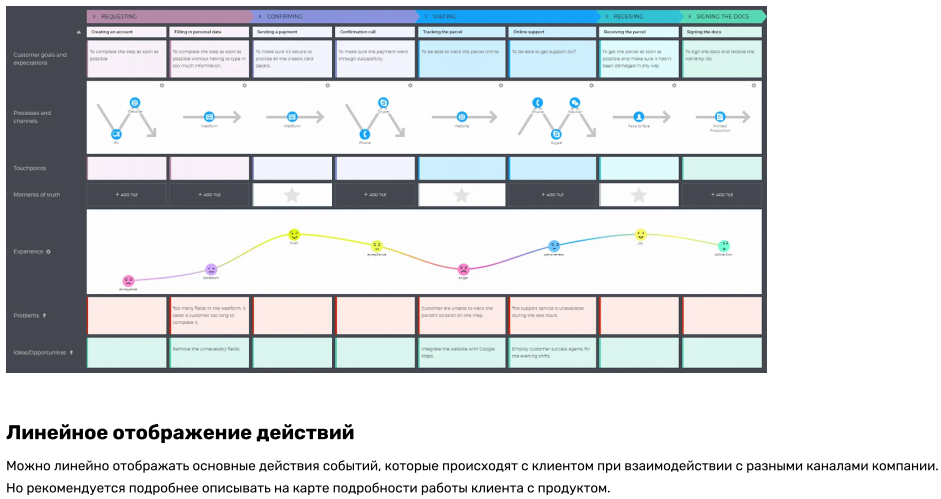 REQUESTING
CONFIRMING
WAITING
RECEIVING
SIGNING THE DOCS
Creating an account
Filling in personal data
Sending a payment
Confirmation call
Tracking the parcel
Online support
Receiving the parcel
Signing the docs
Customer goals and
expectations
To complete the step as soon as
possible
To complete the step as soon as
possible without having to type in
too much information.
To make sure it's secure to
provide all the credit card
details.
To make sure the payment went
through successfully.
To be able to track the parcel online.
To be able to get support 24/7.
To get the parcel as soon as
possible and make sure it hasn't
been damaged in any way.
To sign the docs and receive the
warranty list.
Processes and
channels
Website
PC
Webform
Webform
Skype
Phone
Website
Phone
Skype
Face to face
Printed
Production
Touchpoints
Moments of truth
+ ADD TILE
+ ADD TILE
+ ADD TILE
+ ADD TILE
+ ADD TILE
Experience
annoyance
boredom
trust
acceptance
anger
pensiveness
joy
distraction
Problems
Too many fields in the webform. It
takes a customer too long to
complete it.
Customer are unable to track the
parcel's location on the map.
The support service is unavailable
during the late hours.
Ideas/Opportunities
Remove the unnecessary fields.
Integrate the website with Google
Maps.
Employ customer success agents for
the evening shifts.
Линейное отображение действий
Можно линейно отображать основные действия событий, которые происходят с клиентом при взаимодействии с разными каналами компании.
Но рекомендуется подробнее описывать на карте подробности работы клиента с продуктом.